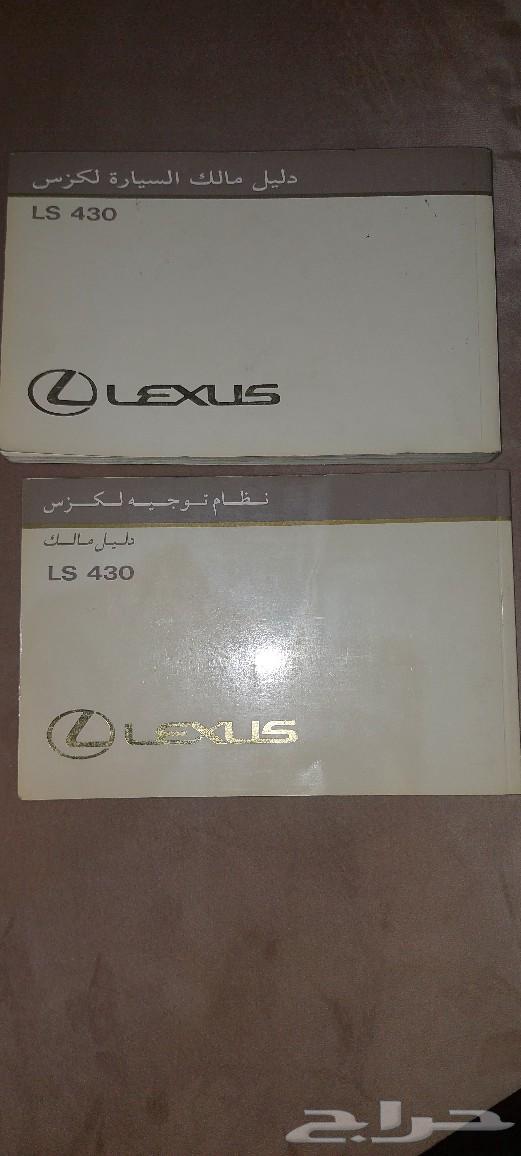 دليل مالك السيارة لكزس
LS 430
LEXUS
نظام توجيه لكزس
دليل مالك
LS 430
LEXUS
حراج